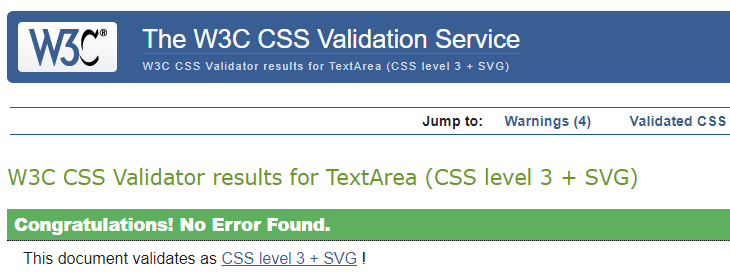 W3C®
The W3C CSS Validation Service
W3C CSS Validator results for TextArea (CSS level 3 + SVG)
Jump to: Warnings (4) Validated CSS
W3C CSS Validator results for TextArea (CSS level 3 + SVG)
Congratulations! No Error Found.
This document validates as CSS level 3 + SVG !